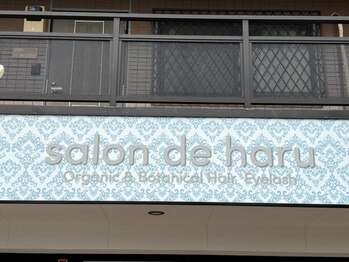 salon de haru
Organic & Botanical Hair, Eyelash